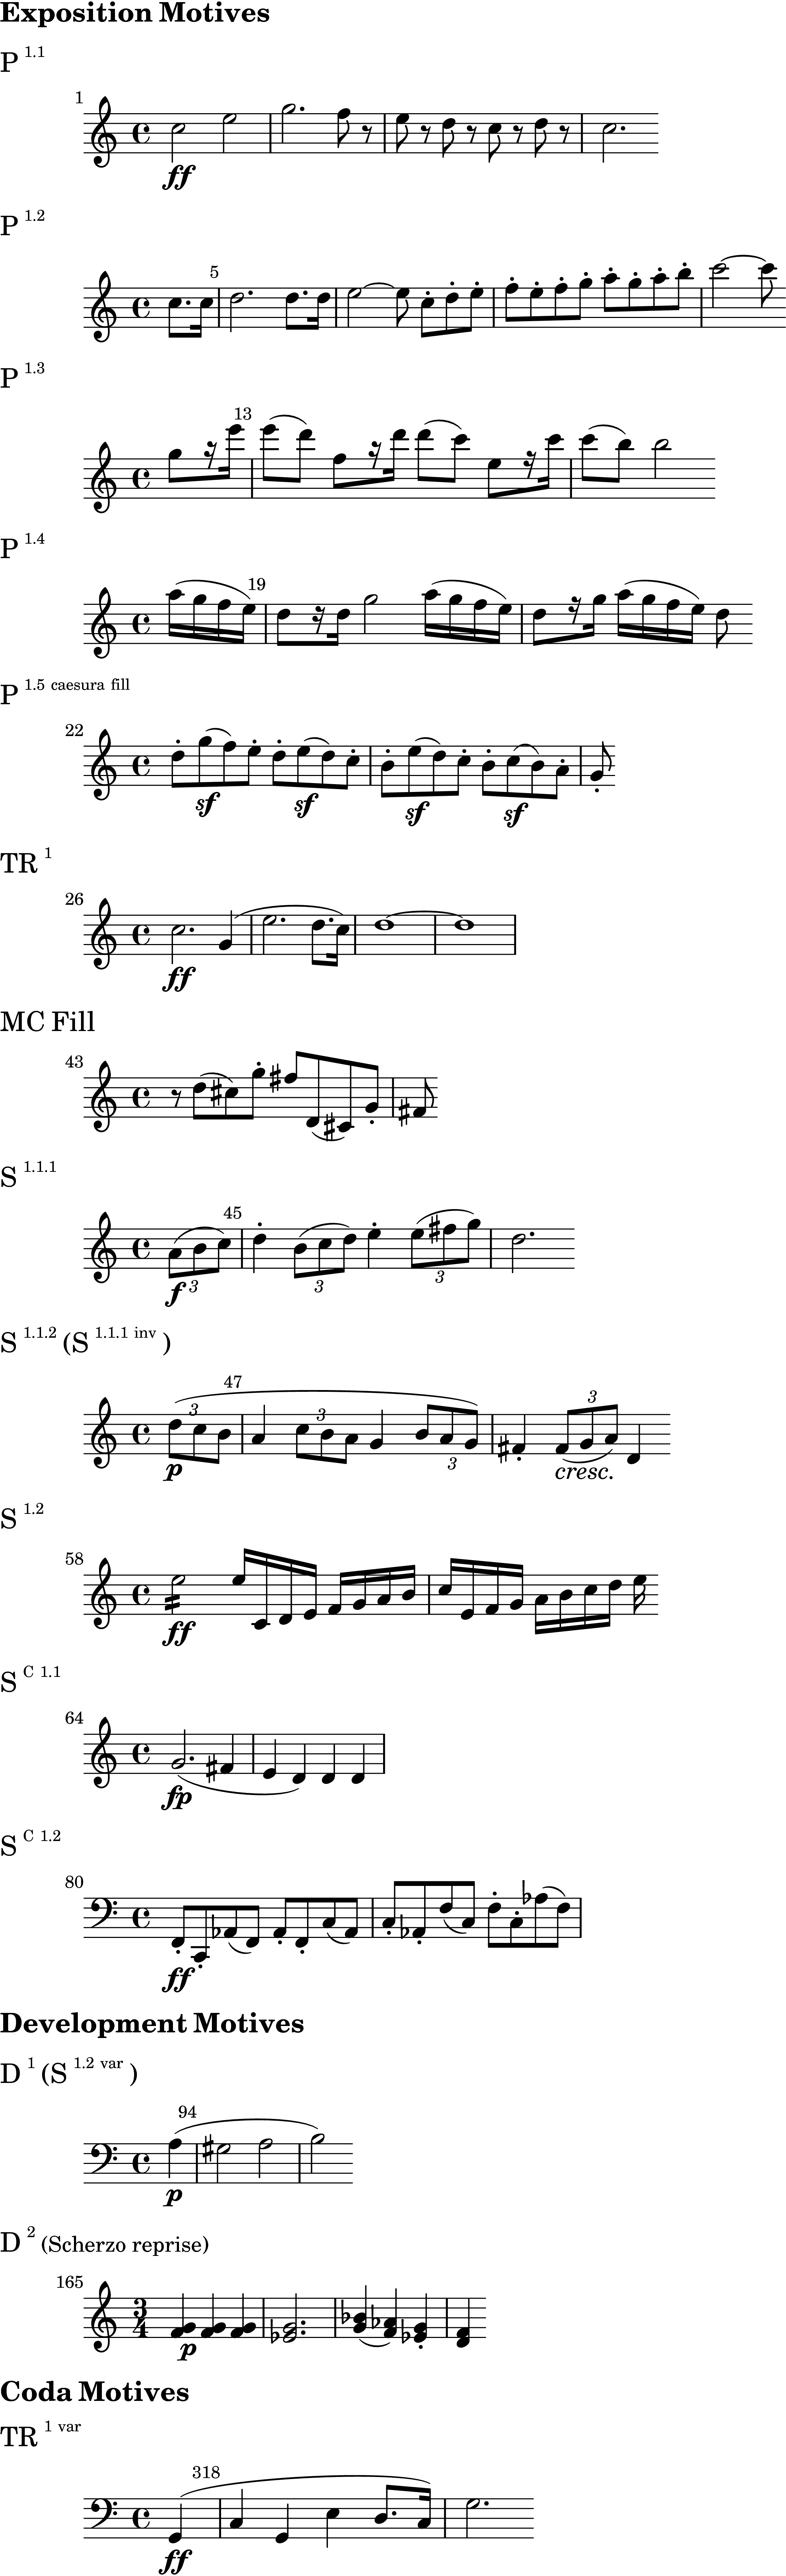 Exposition Motives
P 1.1
1
ff
P 1.2
5
P 1.3
13
P 1.4
19
P 1.5 caesura fill
22
sf sf sf sf
TR 1
26
ff
MC Fill
43
S 1.1.1
45
3 3 3
f
S 1.1.2 (S 1.1.1 inv )
47
3 3 3 3
p cresc.
S 1.2
58
ff
S C 1.1
64
fp
S C 1.2
80
ff
Development Motives
D 1 (S 1.2 var )
94
p
D 2 (Scherzo reprise)
165
3
4
p
Coda Motives
TR 1 var
318
ff